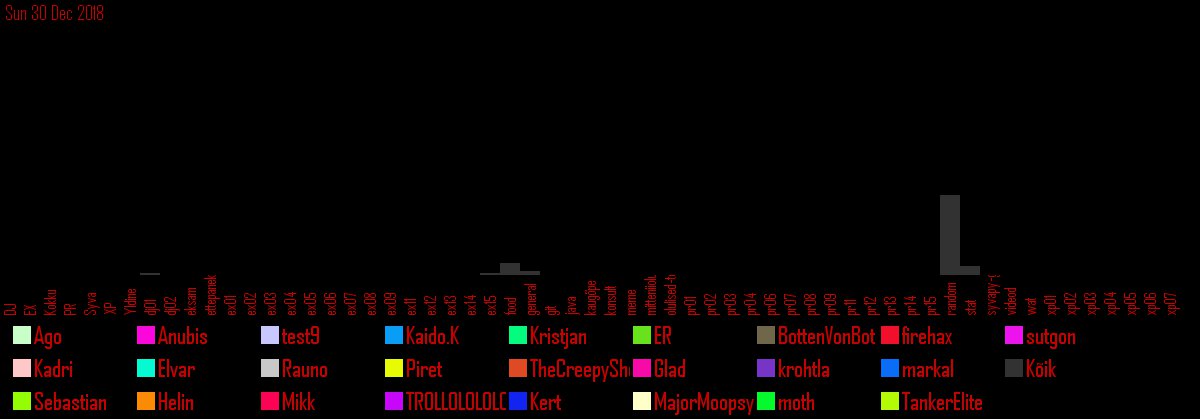 Sun 30 Dec 2018
DJ EX Kokku PR Syva XP Yldine dj01 dj02 eksam ettepanek ex01 ex02 ex03 ex04 ex05 ex06 ex07 ex08 ex09 ex11 ex12 ex13 ex14 ex15 food general git java kaugõpe konsult meme mitteriiul. olulised-h pr01 pr02 pr03 pr04 pr06 pr07 pr08 pr09 pr11 pr12 pr13 pr14 pr15 random stat syvapy-t videod wat xp01 xp02 xp03 xp04 xp05 xp06 xp07
Ago Anubis test9 Kaido.K Kristjan ER BottenVonBot firehax sutgon
Kadri Elvar Rauno Piret TheCreepySh Glad krohtla markal Kõik
Sebastian Helin Mikk TROLLOLOLOLO Kert MajorMoopsy moth TankerElite